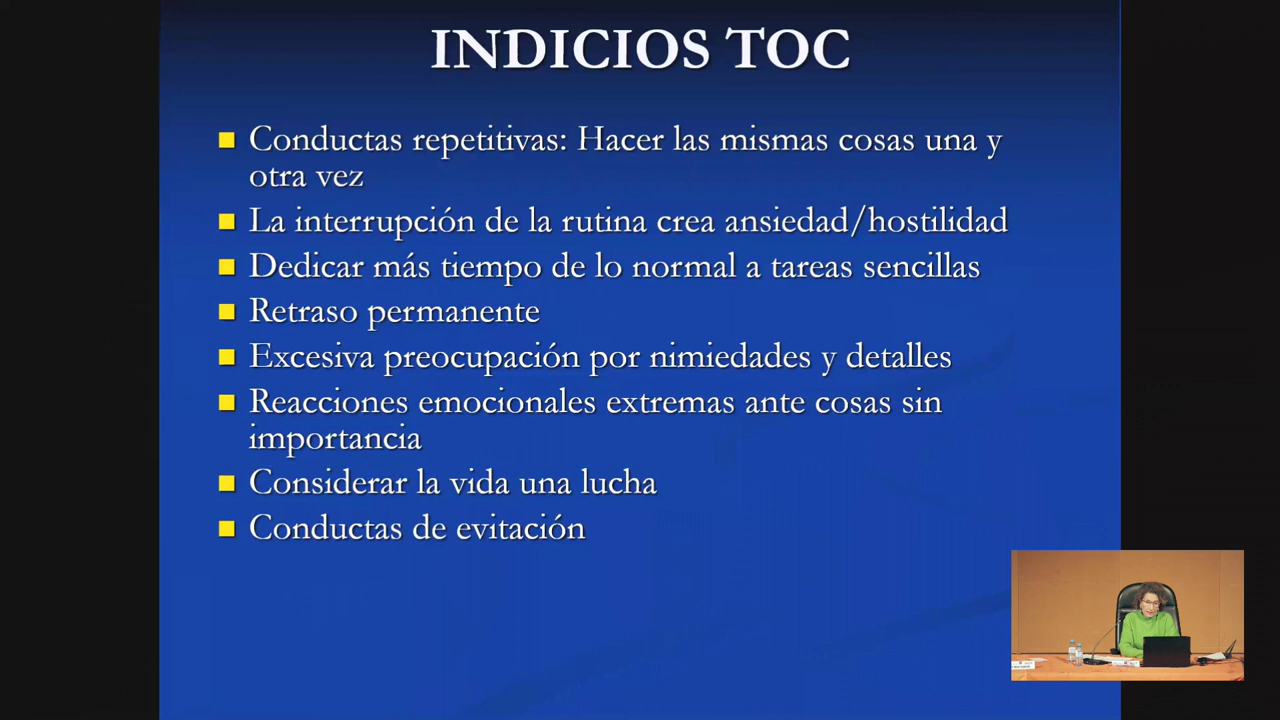 INDICIOS TOC
Conductas repetitivas: Hacer las mismas cosas una y
otra vez
La interrupción de la rutina crea ansiedad/hostilidad
Dedicar más tiempo de lo normal a tareas sencillas
Retraso permanente
Excesiva preocupación por nimiedades y detalles
Reacciones emocionales extremas ante cosas sin
importancia
Considerar la vida una lucha
Conductas de evitación